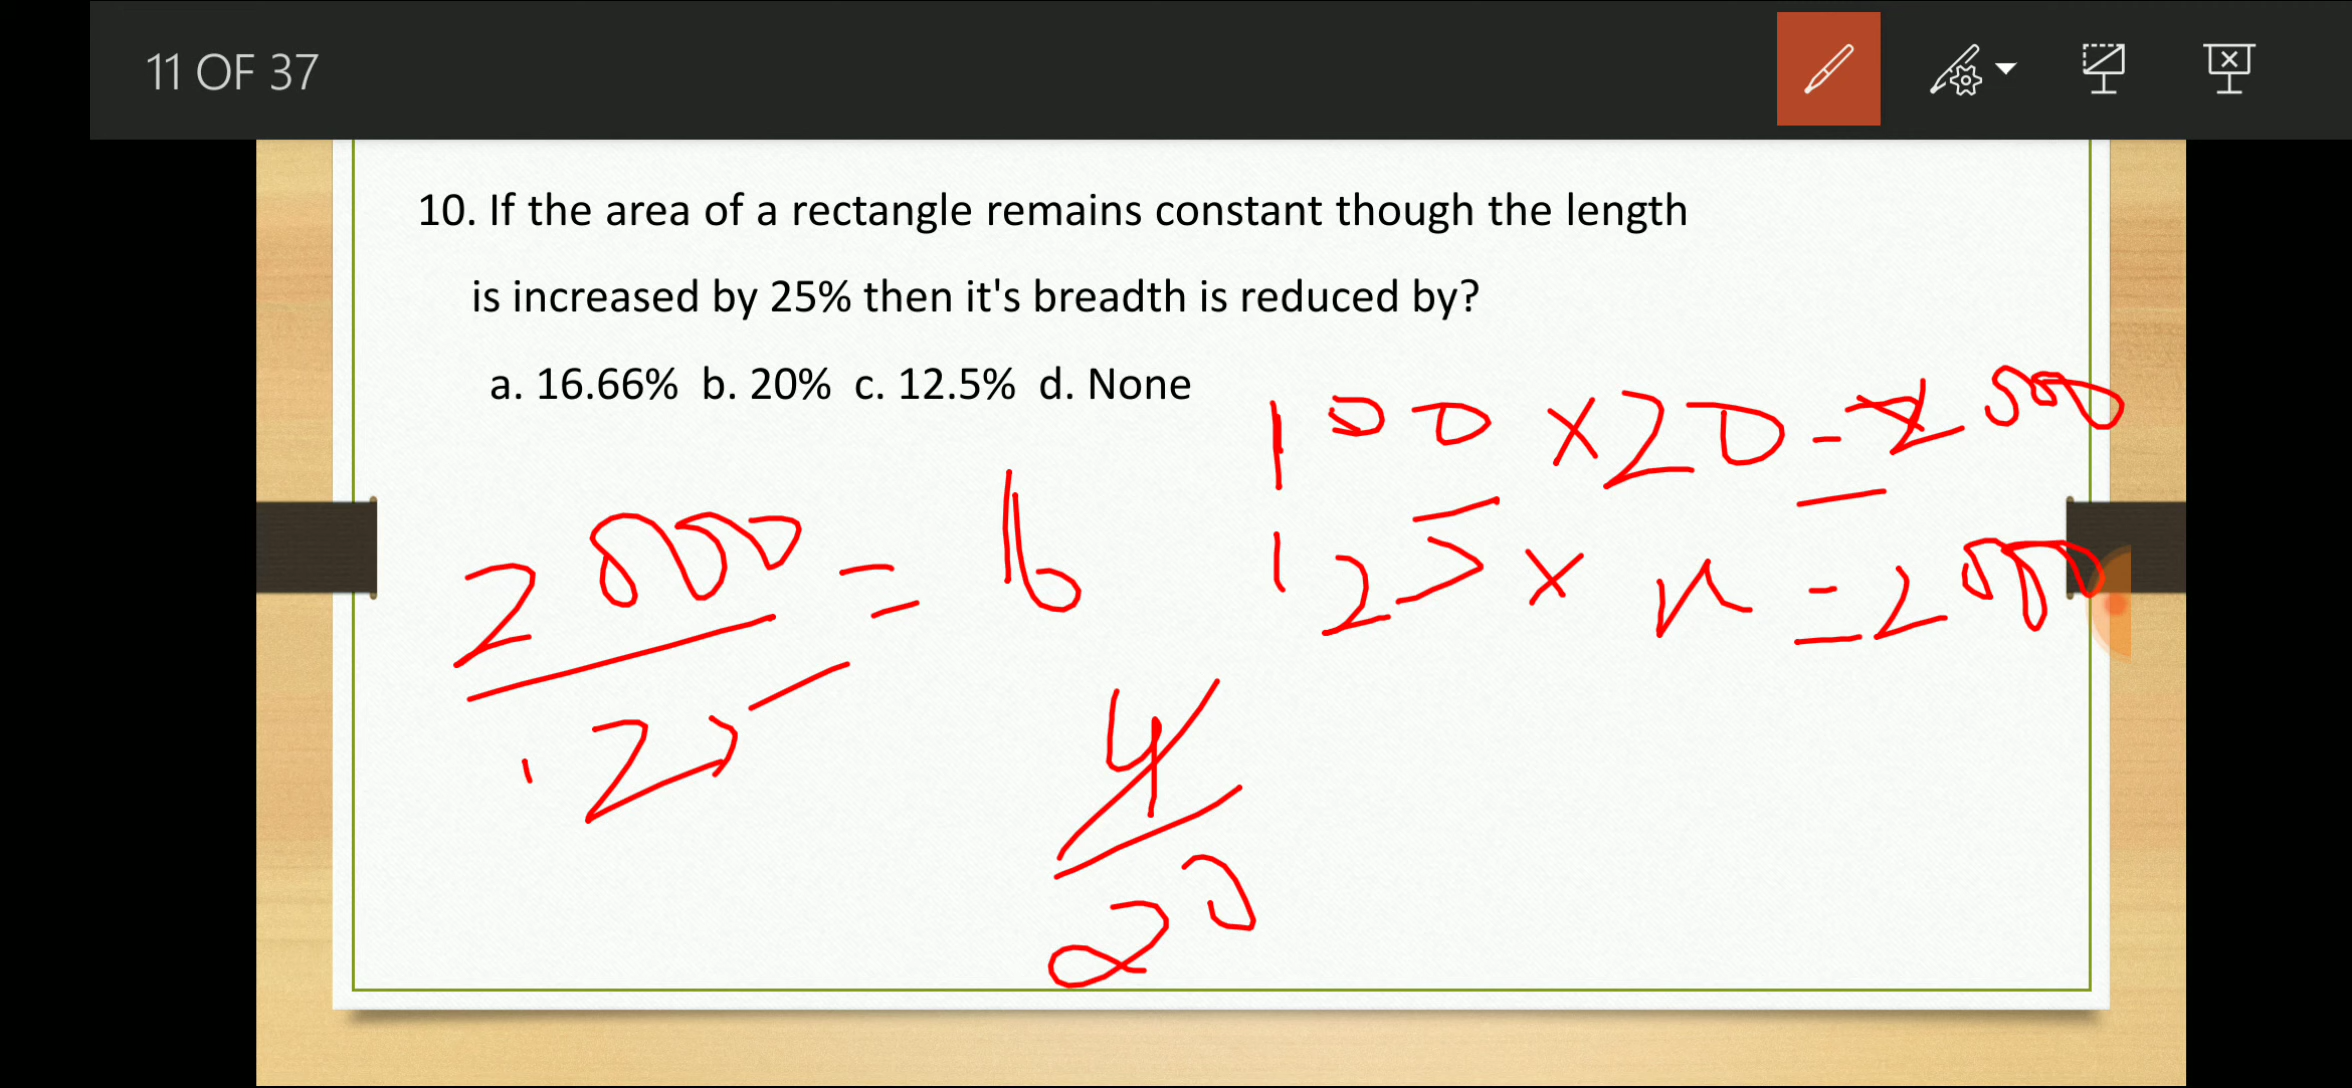 11 OF 37
10. If the area of a rectangle remains constant though the length
is increased by 25% then it's breadth is reduced by?
a. 16.66% b. 20% c. 12.5% d. None
100 × 20 = 2000
125 × x = 2000
2000 / 125 = 16
4 / 20